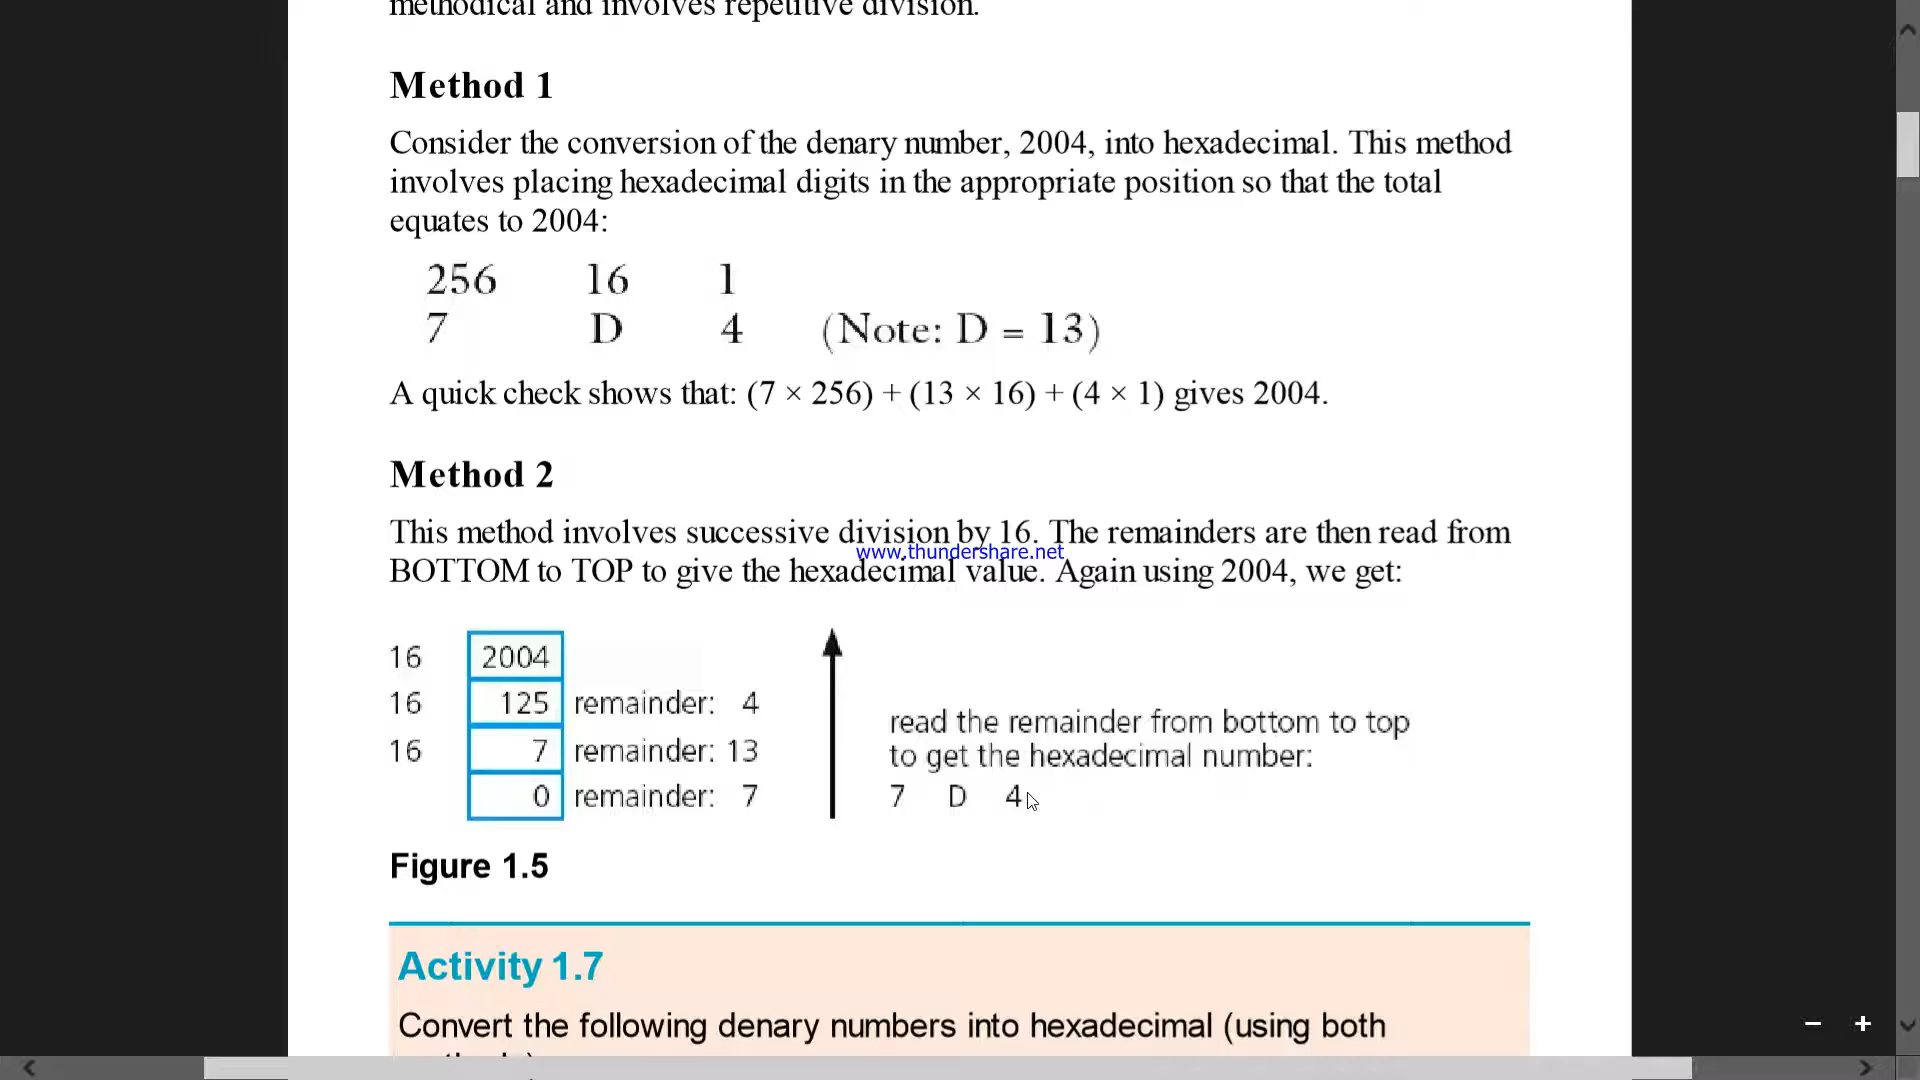 methodical and involves repetitive division.
Method 1
Consider the conversion of the denary number, 2004, into hexadecimal. This method
involves placing hexadecimal digits in the appropriate position so that the total
equates to 2004:
256 16 1
7 D 4 (Note: D = 13)
A quick check shows that: (7 × 256) + (13 × 16) + (4 × 1) gives 2004.
Method 2
This method involves successive division by 16. The remainders are then read from
www.thundershare.net
BOTTOM to TOP to give the hexadecimal value. Again using 2004, we get:
16 2004
16 125 remainder: 4
16 7 remainder: 13
0 remainder: 7
read the remainder from bottom to top
to get the hexadecimal number:
7 D 4
Figure 1.5
Activity 1.7
Convert the following denary numbers into hexadecimal (using both